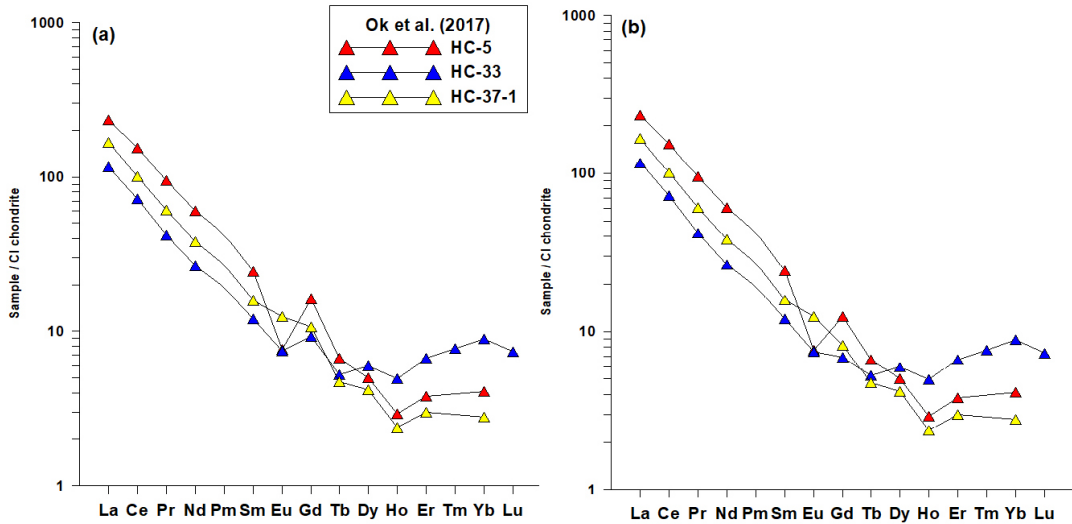 (a)
Ok et al. (2017)
HC-5
HC-33
HC-37-1
1000
100
10
1
Sample / CI chondrite
La Ce Pr Nd Pm Sm Eu Gd Tb Dy Ho Er Tm Yb Lu
(b)
1000
100
10
1
Sample / CI chondrite
La Ce Pr Nd Pm Sm Eu Gd Tb Dy Ho Er Tm Yb Lu